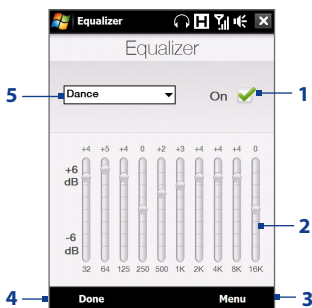 Equalizer
H
Equalizer
5
Dance
On
1
+4 +5 +4 0 +2 +3 +4 +4 +4 0
+6
dB
2
-6
dB
32 64 125 250 500 1K 2K 4K 8K 16K
4
Done
Menu
3